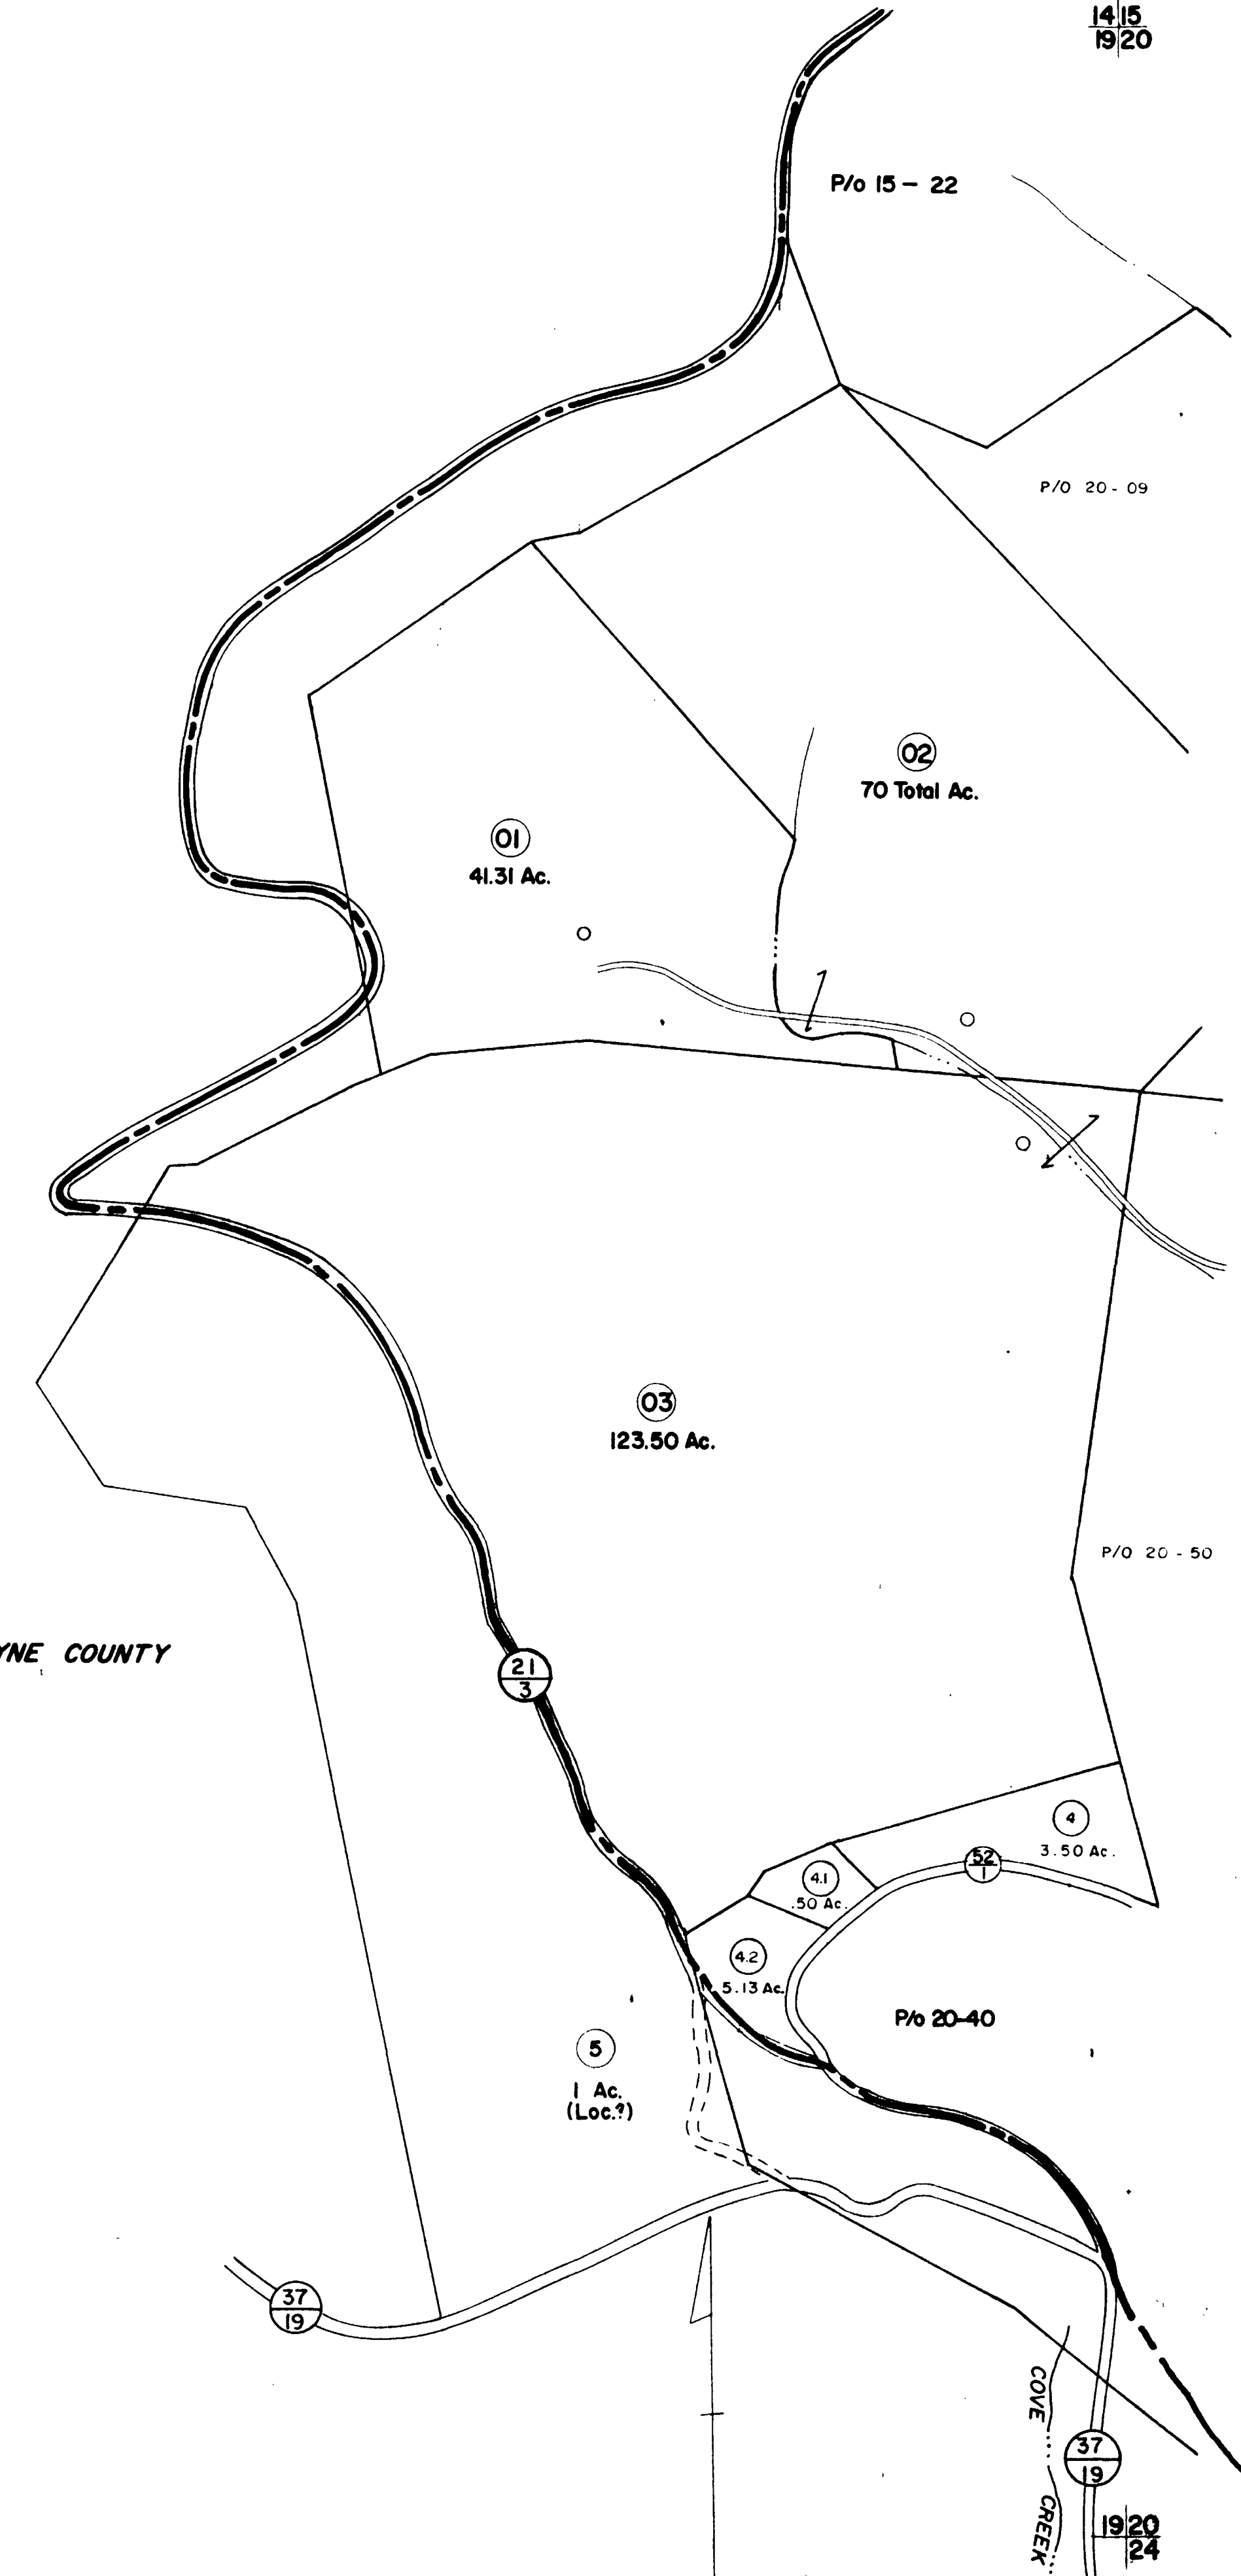 14 15
19 20
P/o 15 - 22
P/O 20 - 09
02
70 Total Ac.
01
41.31 Ac.
03
123.50 Ac.
P/O 20 - 50
COUNTY
21
3
4
3.50 Ac.
52
1
4.1
.50 Ac.
4.2
5.13 Ac.
P/o 20-40
5
1 Ac.
(Loc.?)
37
19
COVE
CREEK
37
19
19 20
24